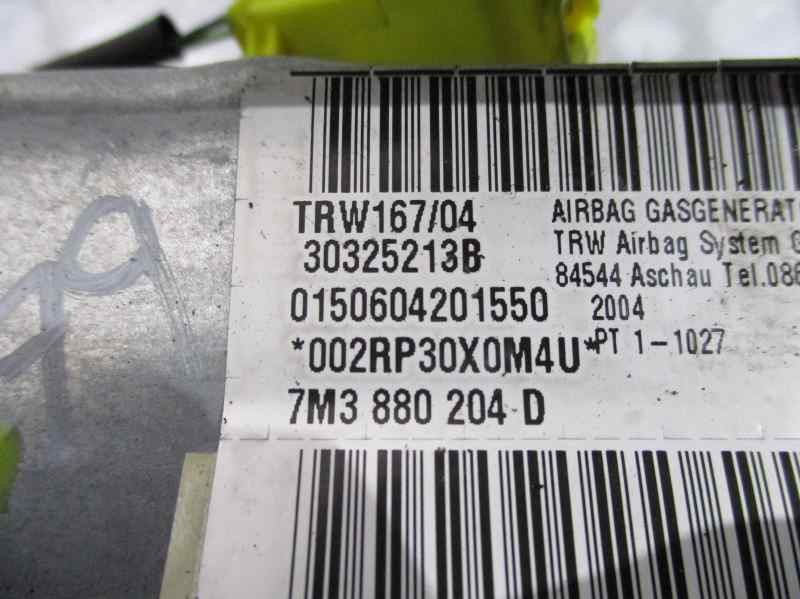 TRW167/04
30325213B
0150604201550
*002RP30X0M4U*
7M3 880 204 D
AIRBAG GASGENERAT
TRW Airbag System G
84544 Aschau Tel.086
2004
PT 1-1027
19